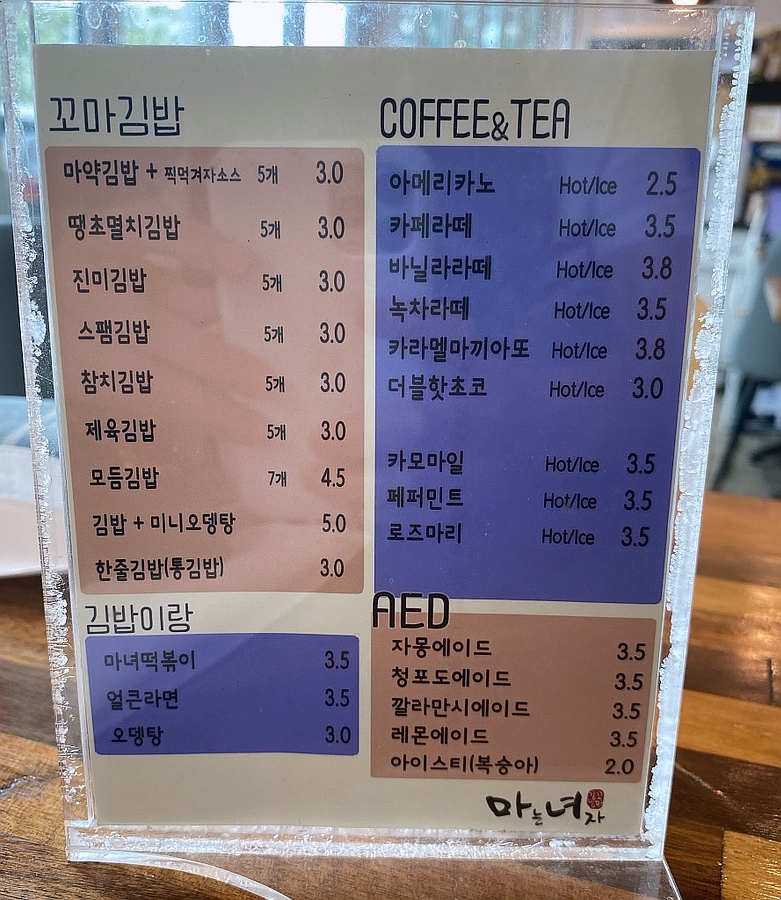 꼬마김밥
마약김밥 + 찍먹겨자소스 5개 3.0
땡초멸치김밥 5개 3.0
진미김밥 5개 3.0
스팸김밥 5개 3.0
참치김밥 5개 3.0
제육김밥 5개 3.0
모듬김밥 7개 4.5
김밥 + 미니오뎅탕 5.0
한줄김밥(통김밥) 3.0
김밥이랑
마녀떡볶이 3.5
얼큰라면 3.5
오뎅탕 3.0
COFFEE&TEA
아메리카노 Hot/Ice 2.5
카페라떼 Hot/Ice 3.5
바닐라라떼 Hot/Ice 3.8
녹차라떼 Hot/Ice 3.5
카라멜마끼아또 Hot/Ice 3.8
더블핫초코 Hot/Ice 3.0
카모마일 Hot/Ice 3.5
페퍼민트 Hot/Ice 3.5
로즈마리 Hot/Ice 3.5
AED
자몽에이드 3.5
청포도에이드 3.5
깔라만시에이드 3.5
레몬에이드 3.5
아이스티(복숭아) 2.0
마는녀자